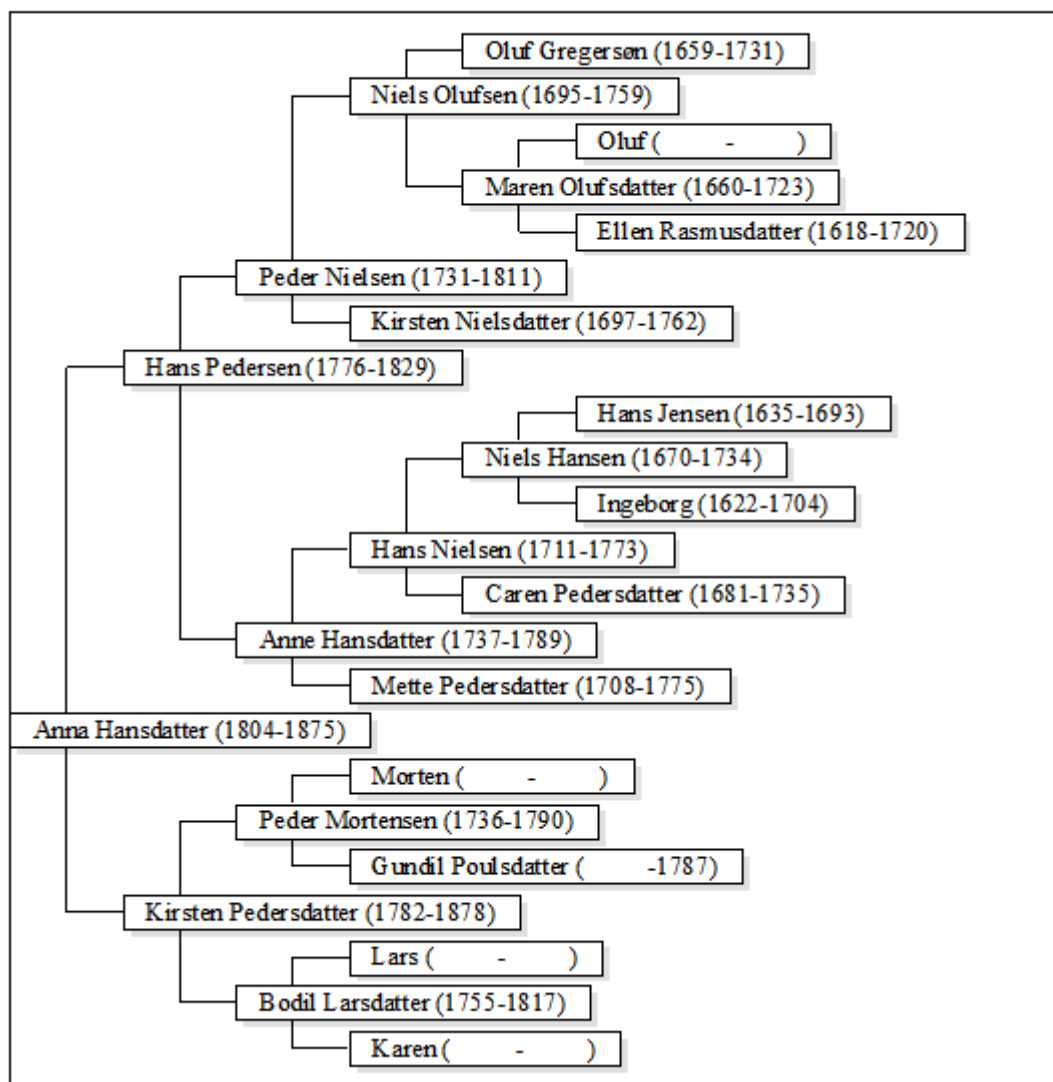 Oluf Gregersøn (1659-1731)
Niels Olufsen (1695-1759)
Oluf ( - )
Maren Olufsdatter (1660-1723)
Ellen Rasmusdatter (1618-1720)
Peder Nielsen (1731-1811)
Kirsten Nielsdatter (1697-1762)
Hans Pedersen (1776-1829)
Hans Jensen (1635-1693)
Niels Hansen (1670-1734)
Ingeborg (1622-1704)
Hans Nielsen (1711-1773)
Caren Pedersdatter (1681-1735)
Anne Hansdatter (1737-1789)
Mette Pedersdatter (1708-1775)
Anna Hansdatter (1804-1875)
Morten ( - )
Peder Mortensen (1736-1790)
Gundil Poulsdatter ( -1787)
Kirsten Pedersdatter (1782-1878)
Lars ( - )
Bodil Larsdatter (1755-1817)
Karen ( - )